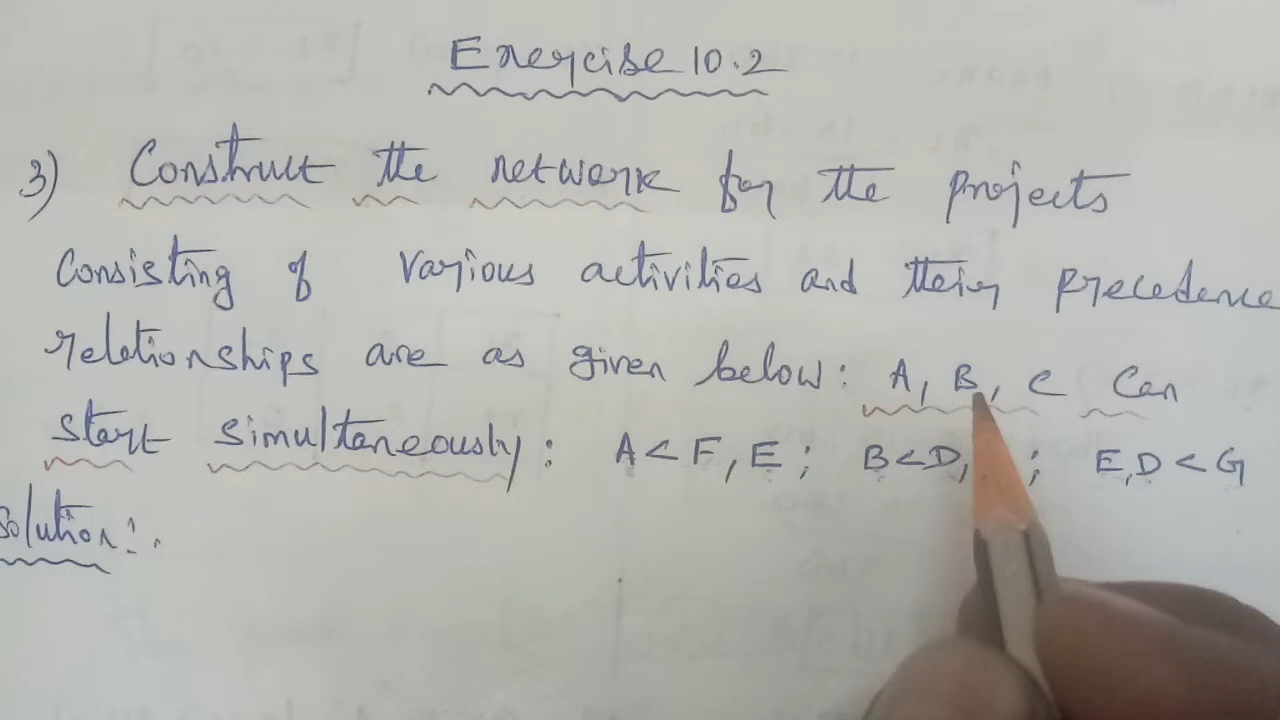 Exercise 10.2
3) Construct the network for the projects
consisting of various activities and their precedence
relationships are as given below: A, B, C Can
start simultaneously: A<F, E; B<D, ; E,D<G
solution: